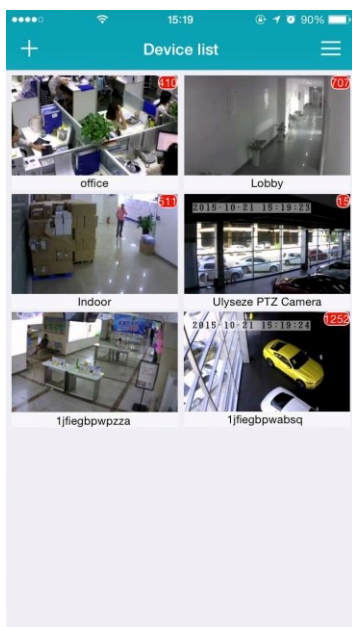 15:19
90%
+
Device list
410
707
office
Lobby
511
2015-10-21 15:19:23
15
Indoor
Ulyseze PTZ Camera
2015-10-21 15:19:24
1252
1jfiegbpwpzza
1jfiegbpwabsq